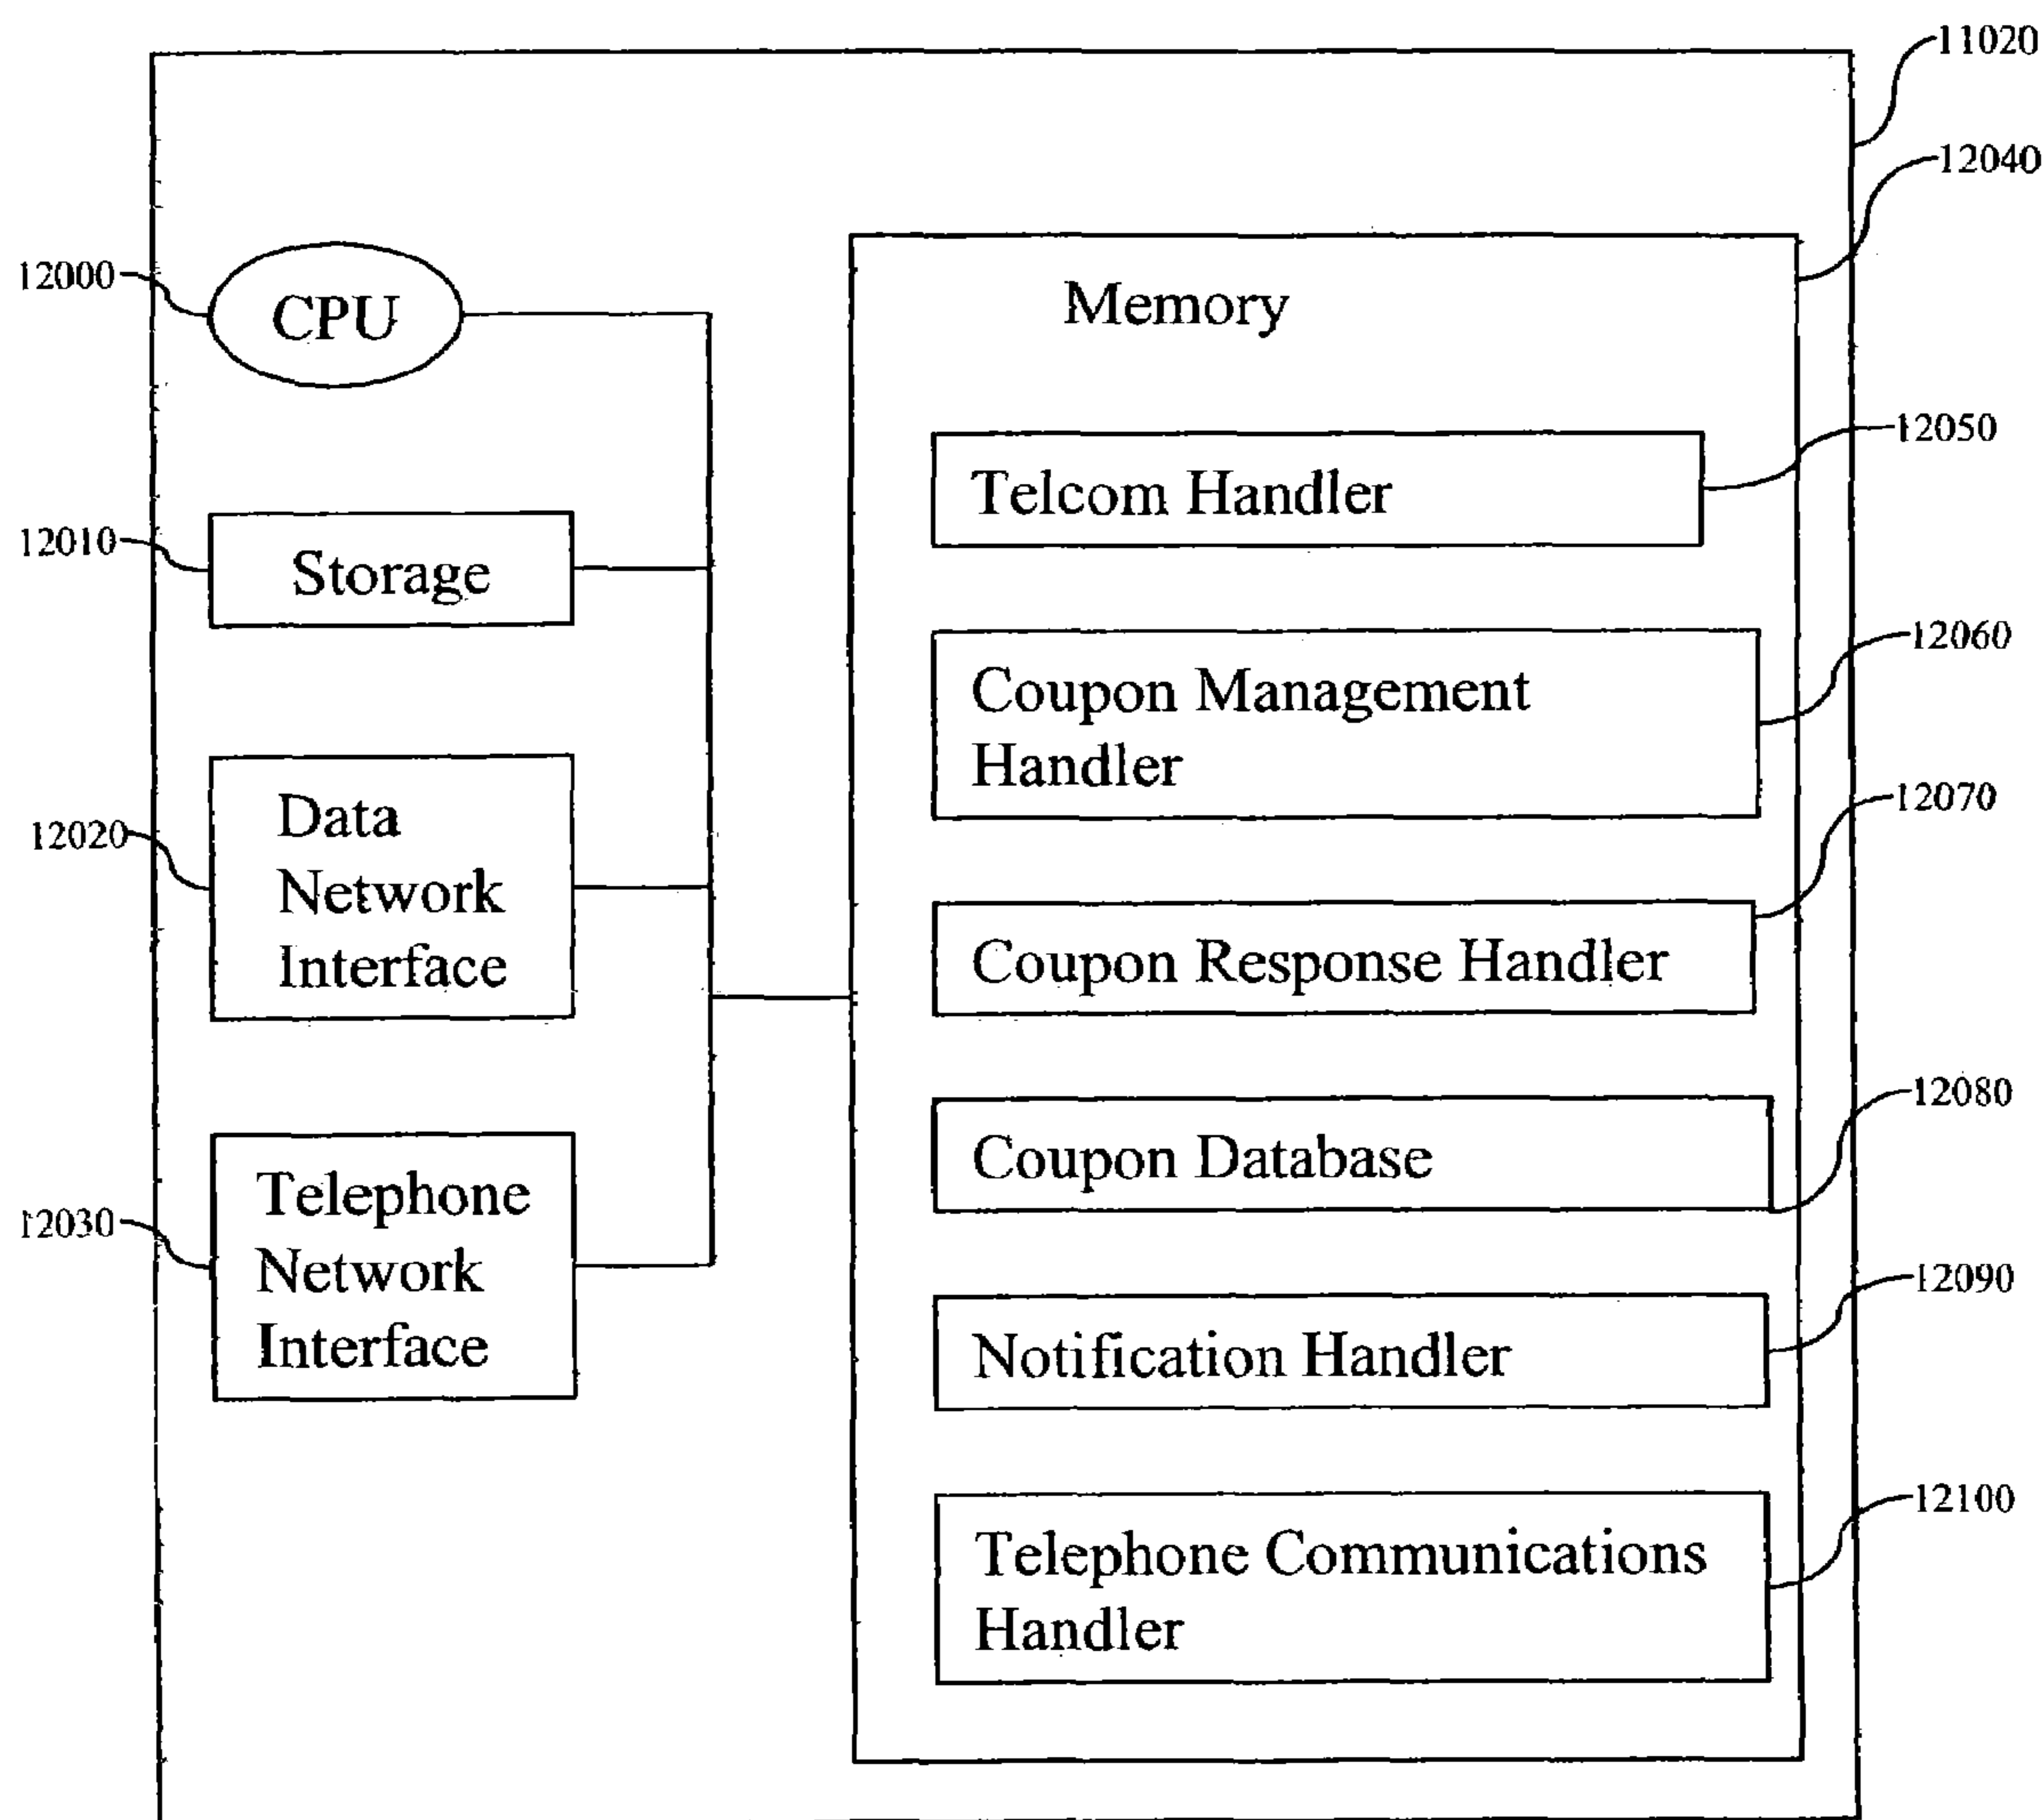 11020
12040
12000
CPU
Memory
12050
Telcom Handler
12010
Storage
12060
Coupon Management
Handler
12070
12020
Data
Network
Interface
Coupon Response Handler
12080
Coupon Database
12030
Telephone
Network
Interface
12090
Notification Handler
12100
Telephone Communications
Handler